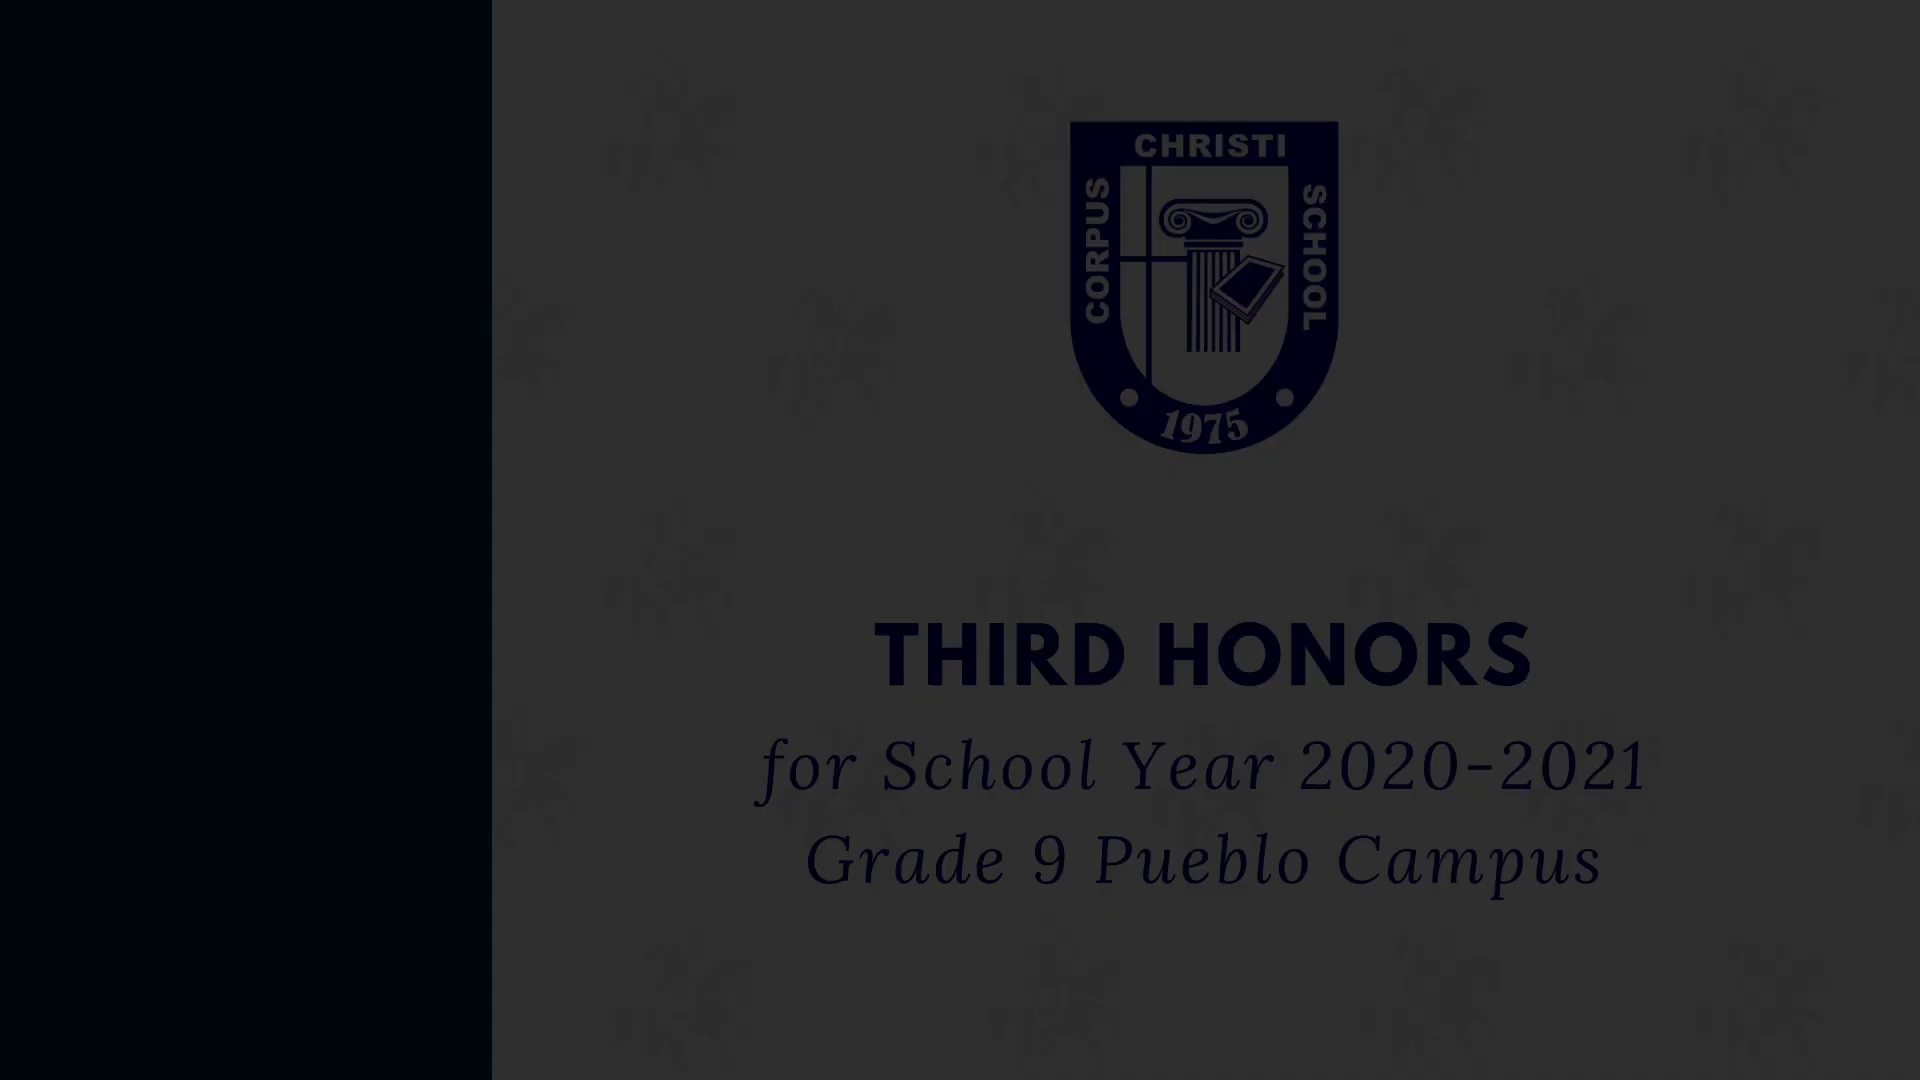 CORPUS
CHRISTI
SCHOOL
1975
THIRD HONORS
for School Year 2020-2021
Grade 9 Pueblo Campus